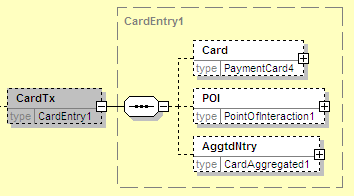 CardEntry1
Card
type PaymentCard4
CardTx
type CardEntry1
POI
type PointOfInteraction1
AggtdNtry
type CardAggregated1